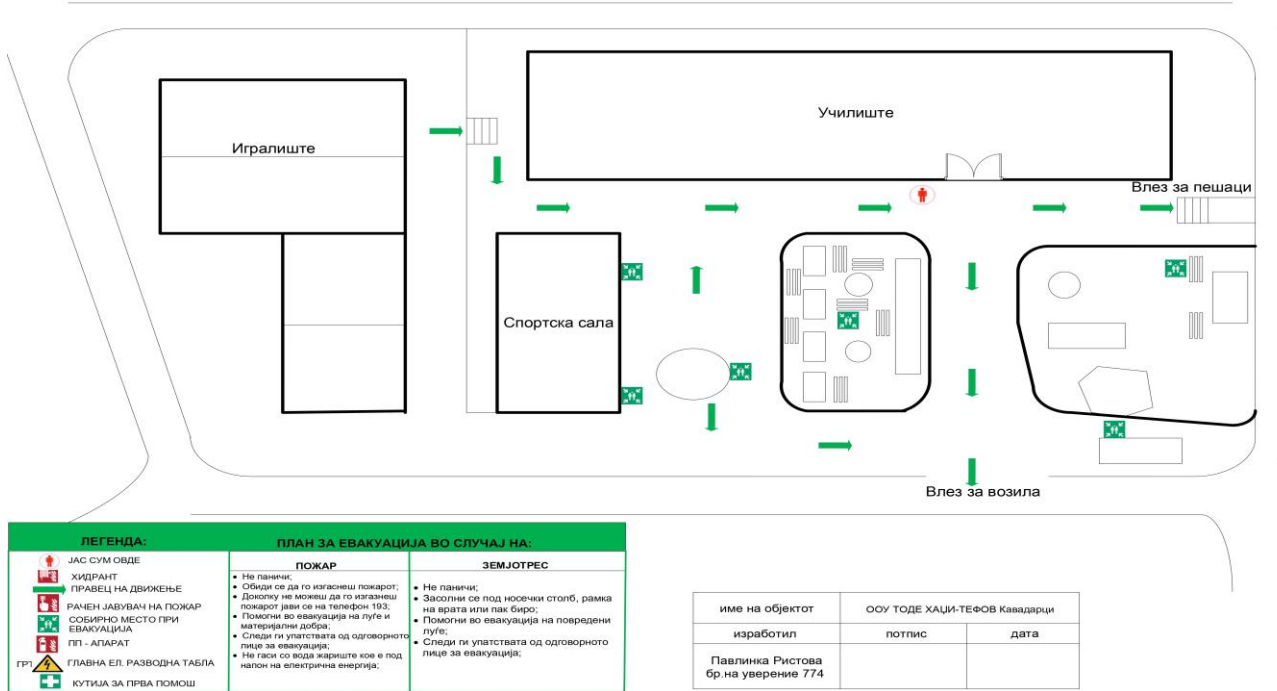 Училиште
Игралиште
Влез за пешаци
Спортска сала
Влез за возила
ЛЕГЕНДА:
ЈАС СУМ ОВДЕ
ХИДРАНТ
ПРАВЕЦ НА ДВИЖЕЊЕ
РАЧЕН ЈАВУВАЧ НА ПОЖАР
СОБИРНО МЕСТО ПРИ
ЕВАКУАЦИЈА
ПП - АПАРАТ
ГРТ ГЛАВНА ЕЛ. РАЗВОДНА ТАБЛА
КУТИЈА ЗА ПРВА ПОМОШ
ПЛАН ЗА ЕВАКУАЦИЈА ВО СЛУЧАЈ НА:
ПОЖАР
• Не паничи;
• Обиди се да го изгаснеш пожарот;
• Доколку не можеш да го изгазнеш
пожарот јави се на телефон 193;
• Помогни во евакуација на луѓе и
материјални добра;
• Следи ги упатствата од одговорното
лице за евакуација;
• Не гаси со вода жариште кое е под
напон на електрична енергија;
ЗЕМЈОТРЕС
• Не паничи;
• Засолни се под носечки столб, рамка
на врата или пак биро;
• Помогни во евакуација на повредени
луѓе;
• Следи ги упатствата од одговорното
лице за евакуација;
име на објектот ООУ ТОДЕ ХАЏИ-ТЕФОВ Кавадарци
изработил потпис дата
Павлинка Ристова
бр.на уверение 774